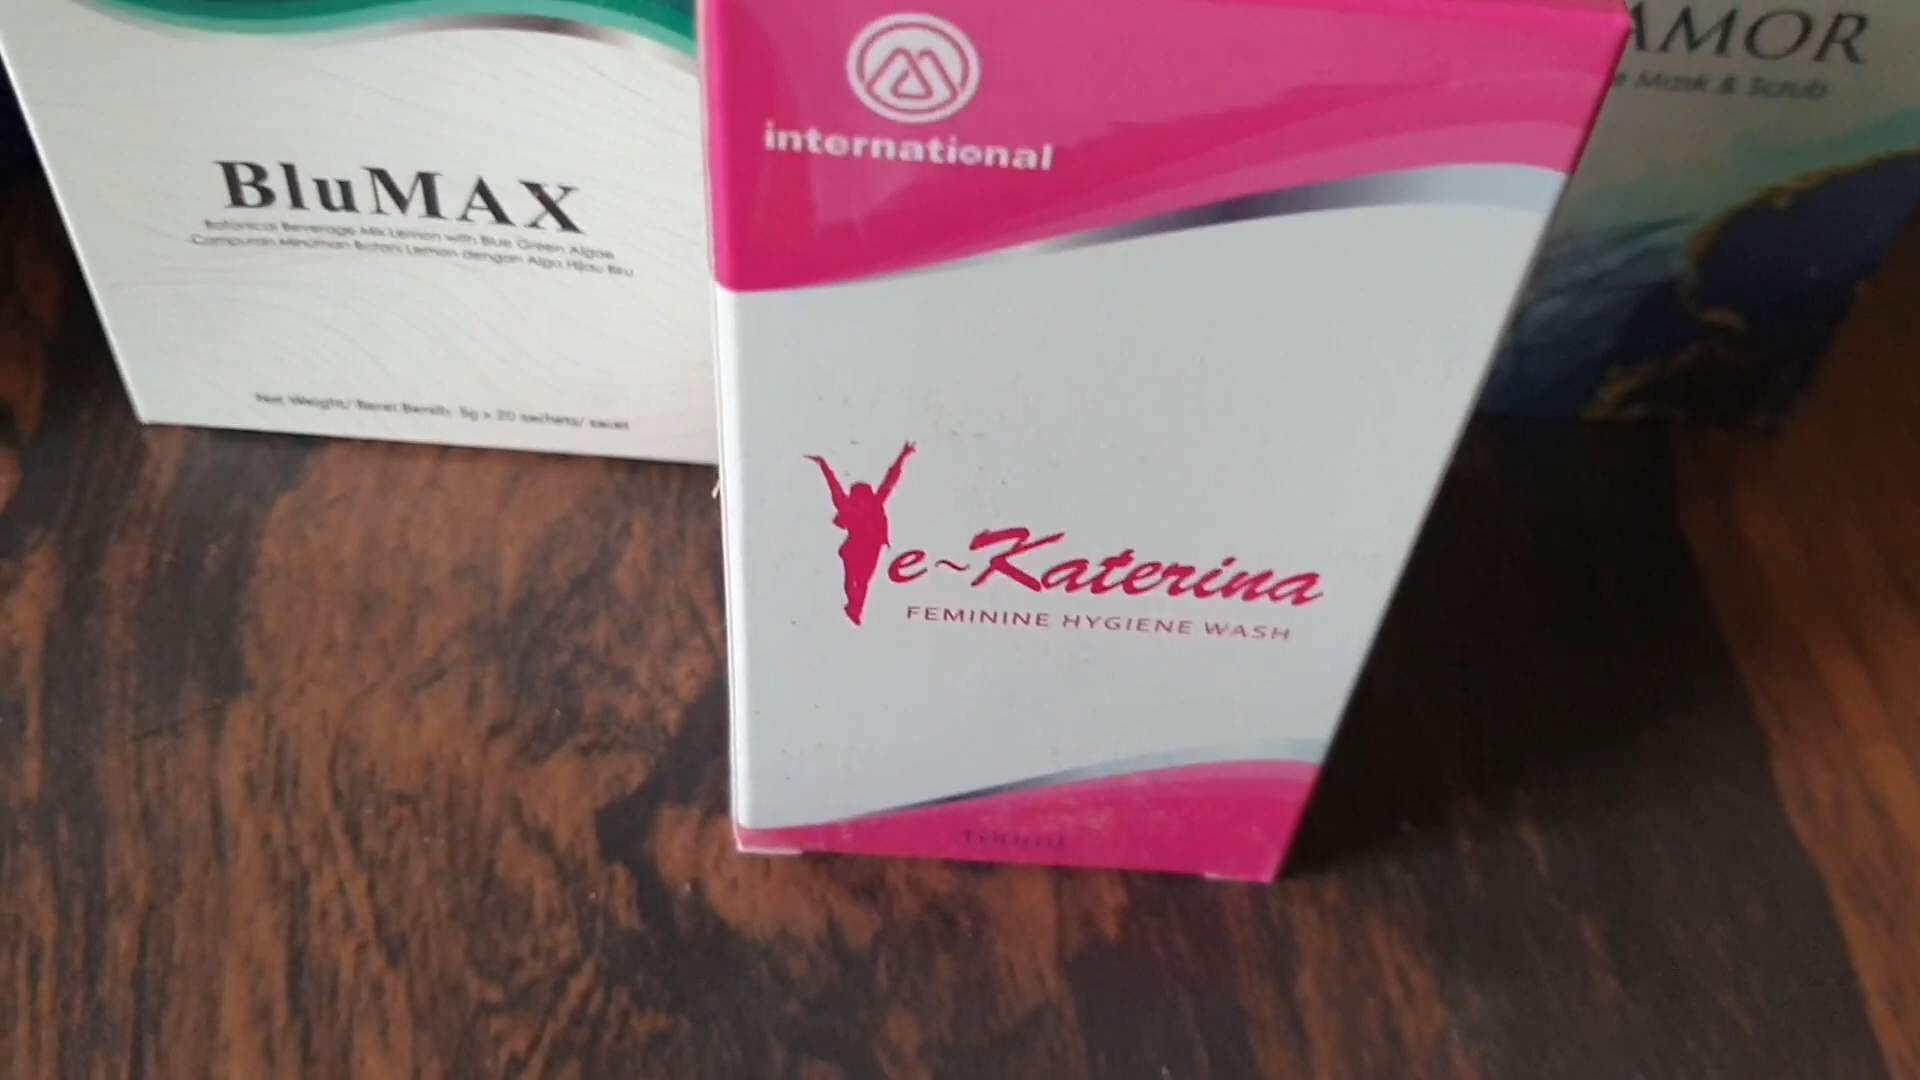 BluMAX
Botanical Beverage Mix Lemon with Blue Green Algae
Campuran Minuman Botani Lemon dengan Alga Hijau Biru
Net Weight/ Berat Bersih: 5g x 20 sachets/ sachet
international
e~Katerina
FEMININE HYGIENE WASH
100ml
AMOR
Mask & Scrub